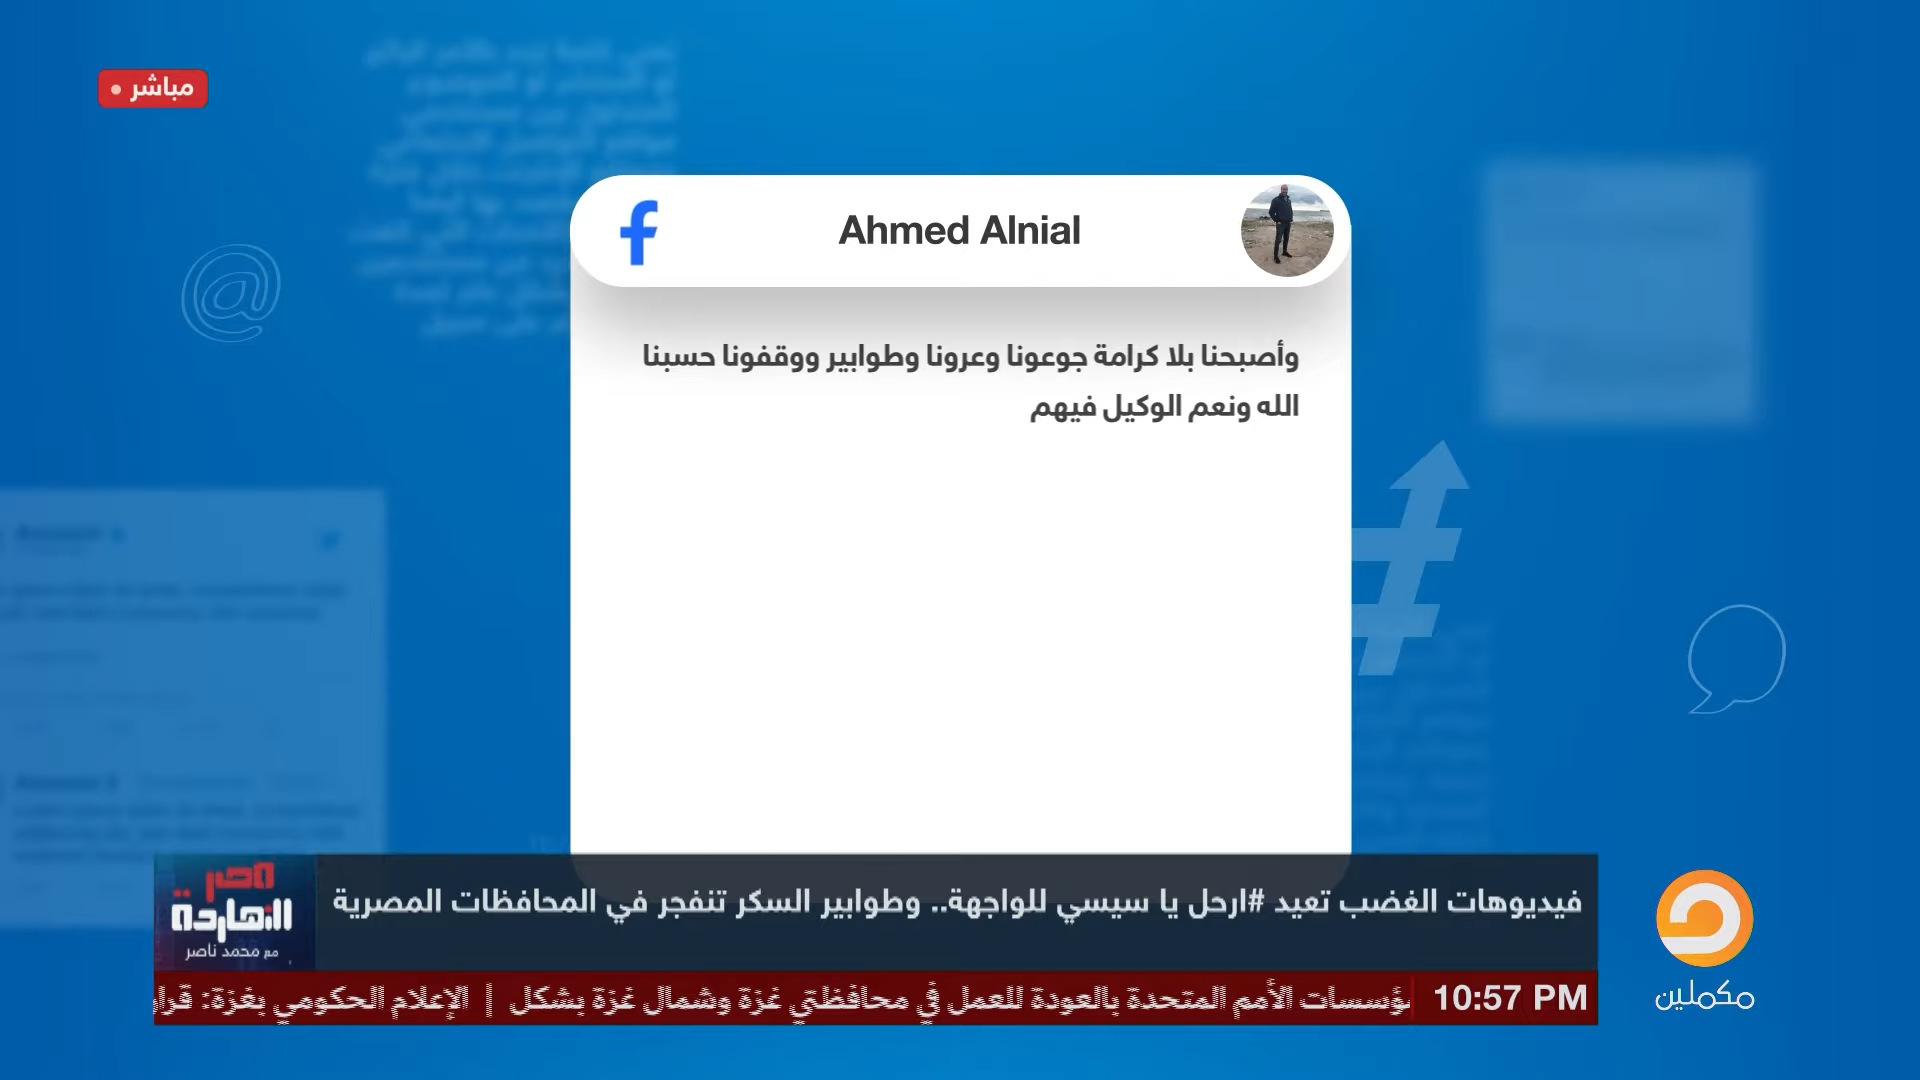 مباشر
Ahmed Alnial
وأصبحنا بلا كرامة جوعونا وعرونا وطوابير ووقفونا حسبنا
الله ونعم الوكيل فيهم
فيديوهات الغضب تعيد #ارحل يا سيسي للواجهة.. وطوابير السكر تنفجر في المحافظات المصرية
مصر
النهاردة
مع محمد ناصر
10:57 PM
المتحدة بالعودة للعمل في محافظتي غزة وشمال غزة بشكل | الإعلام الحكومي بغزة:
مكملين